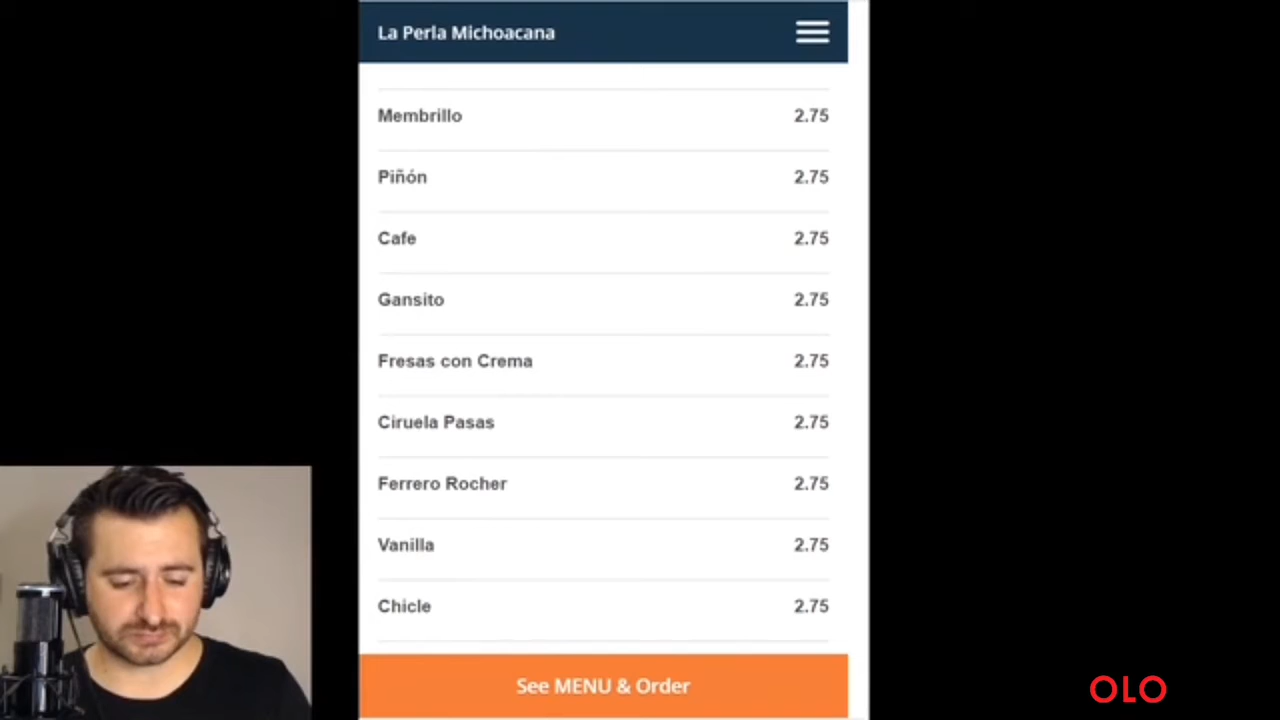 La Perla Michoacana
Membrillo 2.75
Piñón 2.75
Cafe 2.75
Gansito 2.75
Fresas con Crema 2.75
Ciruela Pasas 2.75
Ferrero Rocher 2.75
Vanilla 2.75
Chicle 2.75
See MENU & Order
OLO